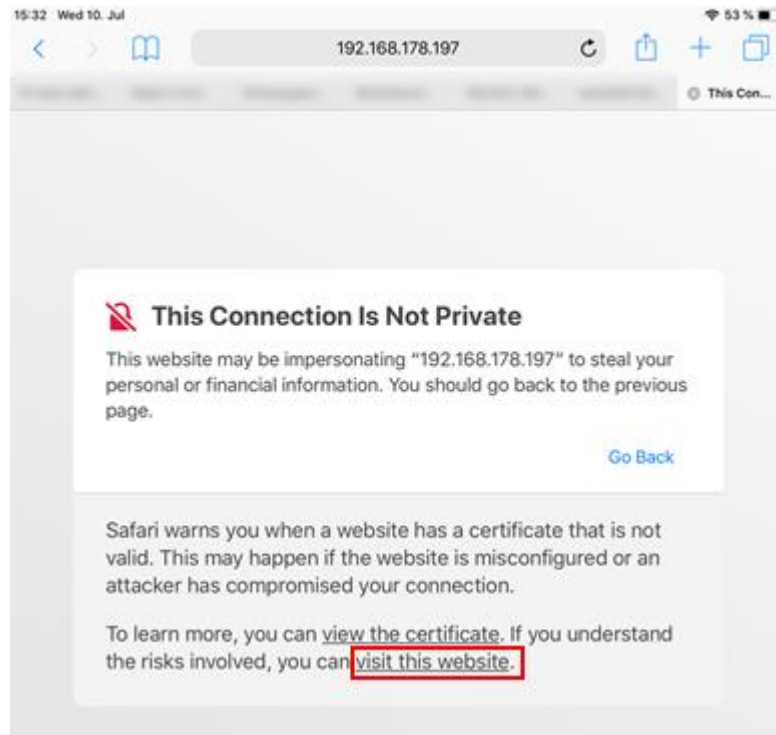 15:32 Wed 10. Jul
53 %
192.168.178.197
This Con...
This Connection Is Not Private
This website may be impersonating “192.168.178.197” to steal your
personal or financial information. You should go back to the previous
page.
Go Back
Safari warns you when a website has a certificate that is not
valid. This may happen if the website is misconfigured or an
attacker has compromised your connection.
To learn more, you can view the certificate. If you understand
the risks involved, you can visit this website.